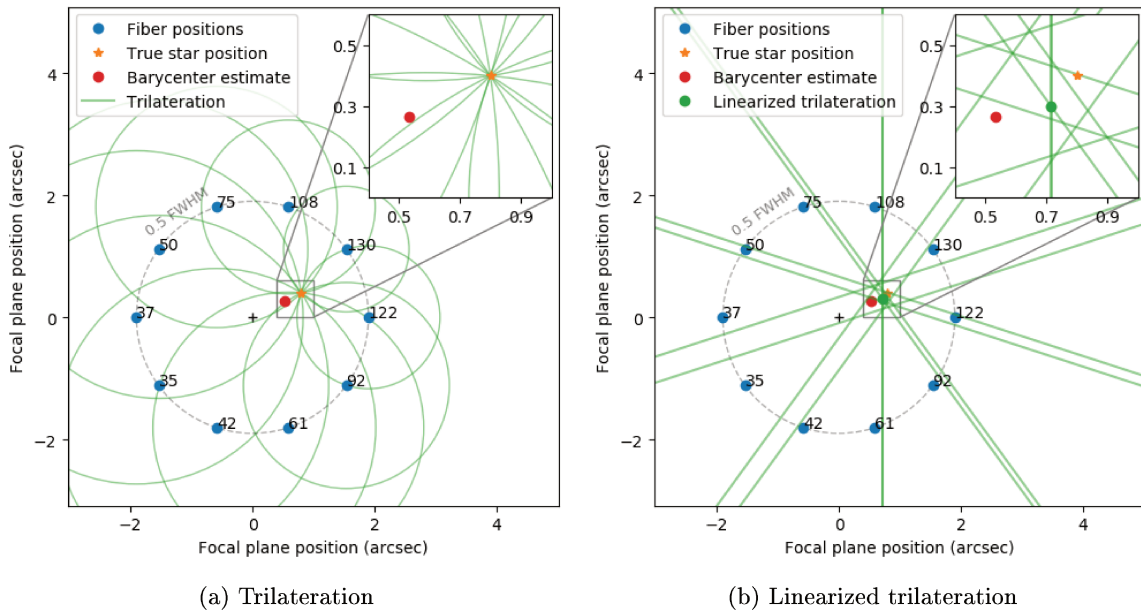 Fiber positions
True star position
Barycenter estimate
Trilateration
0.5
0.3
0.1
0.5 0.7 0.9
4
2
0
−2
0.5 FWHM
75
108
50
130
37
122
35
92
42
61
−2 0 2 4
Focal plane position (arcsec)
Focal plane position (arcsec)
(a) Trilateration
Fiber positions
True star position
Barycenter estimate
Linearized trilateration
0.5
0.3
0.1
0.5 0.7 0.9
4
2
0
−2
0.5 FWHM
75
108
50
130
37
122
35
92
42
61
−2 0 2 4
Focal plane position (arcsec)
Focal plane position (arcsec)
(b) Linearized trilateration